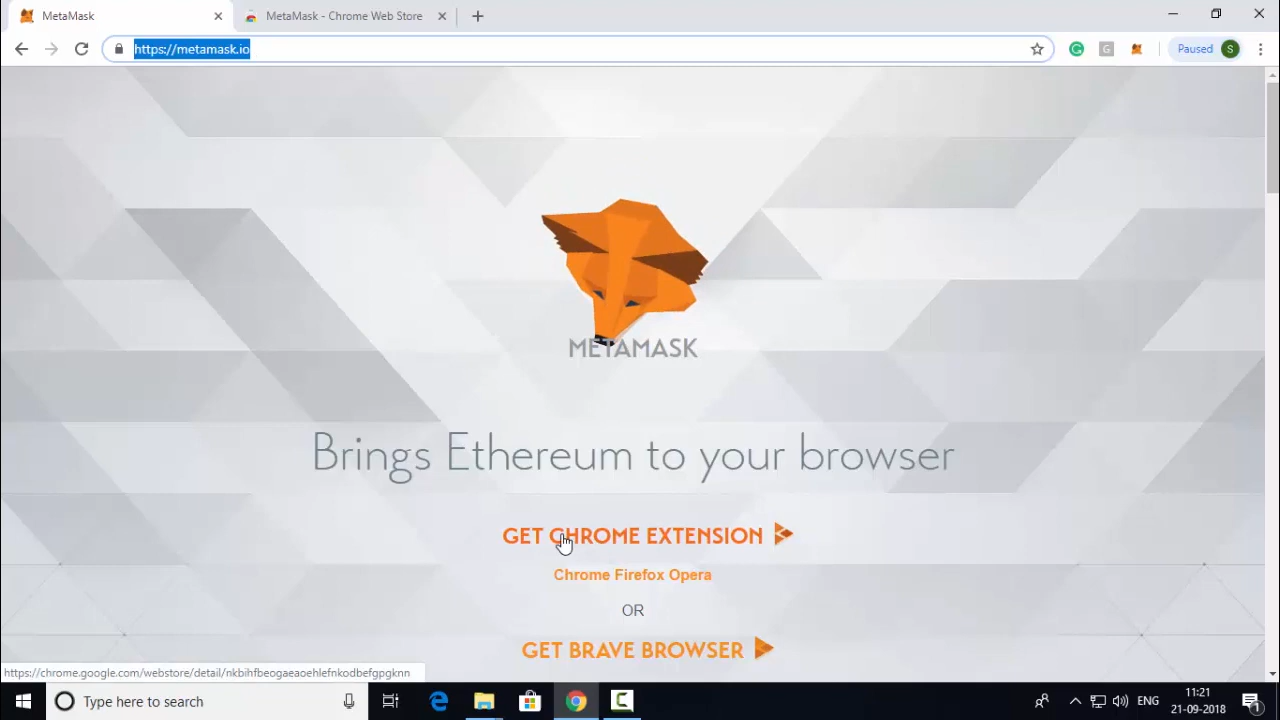 MetaMask
MetaMask - Chrome Web Store
https://metamask.io
G
Paused S
METAMASK
Brings Ethereum to your browser
GET CHROME EXTENSION
Chrome Firefox Opera
OR
GET BRAVE BROWSER
https://chrome.google.com/webstore/detail/nkbihfbeogaeaoehlefnkodbefgpgknn
Type here to search
ENG
11:21
21-09-2018
1